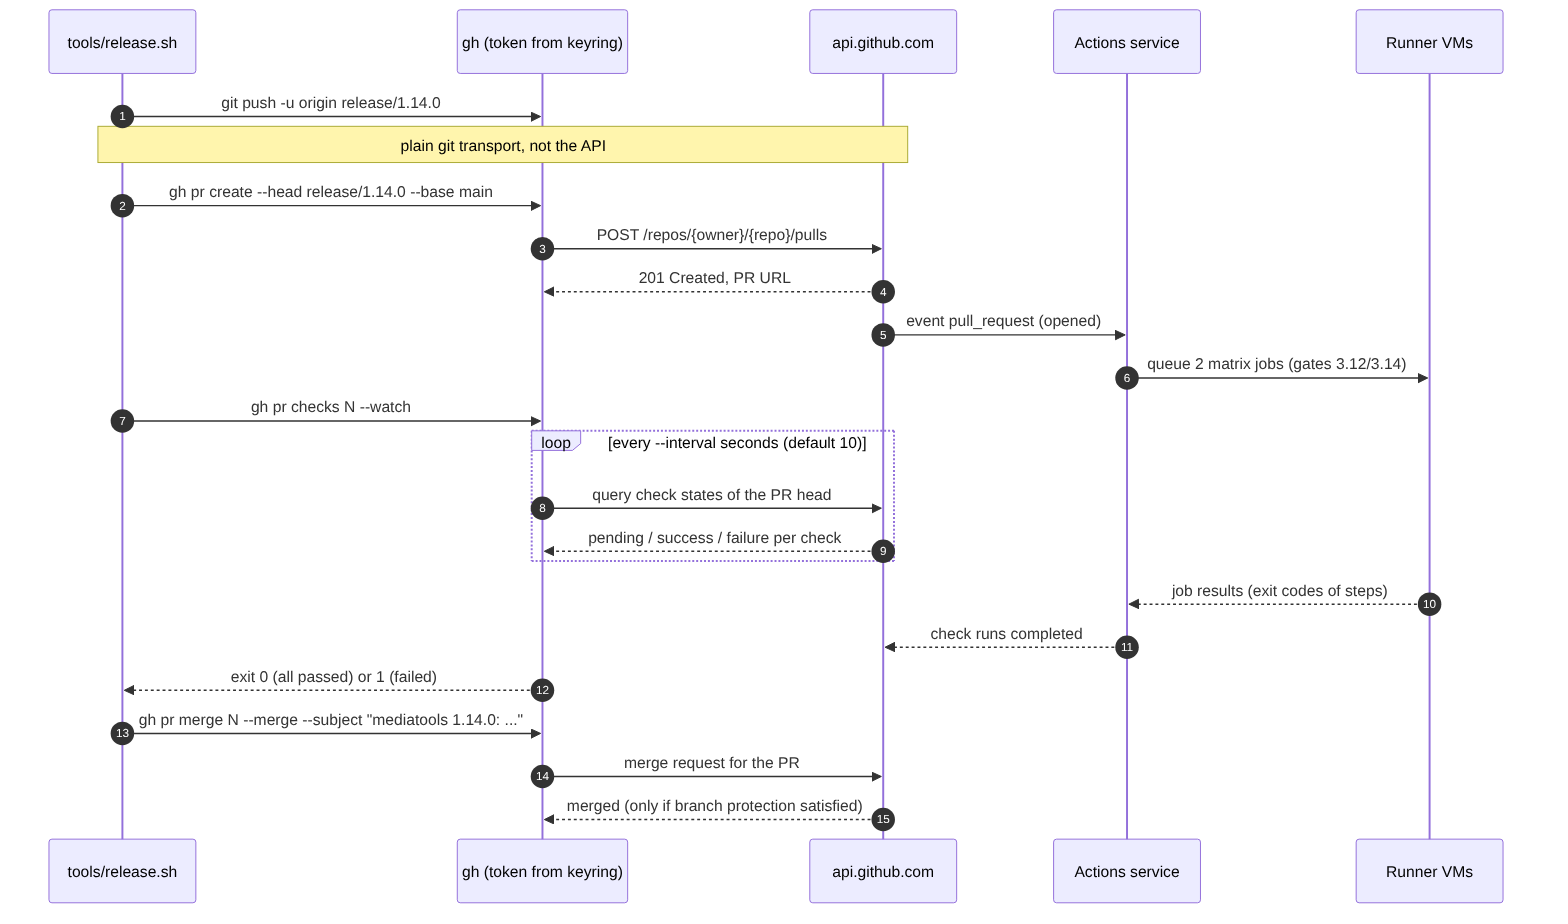 tools/release.sh
gh (token from keyring)
api.github.com
Actions service
Runner VMs
1
git push -u origin release/1.14.0
plain git transport, not the API
2
gh pr create --head release/1.14.0 --base main
3
POST /repos/{owner}/{repo}/pulls
201 Created, PR URL
4
5
event pull_request (opened)
6
queue 2 matrix jobs (gates 3.12/3.14)
7
gh pr checks N --watch
loop
[every --interval seconds (default 10)]
8
query check states of the PR head
pending / success / failure per check
9
job results (exit codes of steps)
10
check runs completed
11
exit 0 (all passed) or 1 (failed)
12
13
gh pr merge N --merge --subject "mediatools 1.14.0: ..."
14
merge request for the PR
merged (only if branch protection satisfied)
15
tools/release.sh
gh (token from keyring)
api.github.com
Actions service
Runner VMs